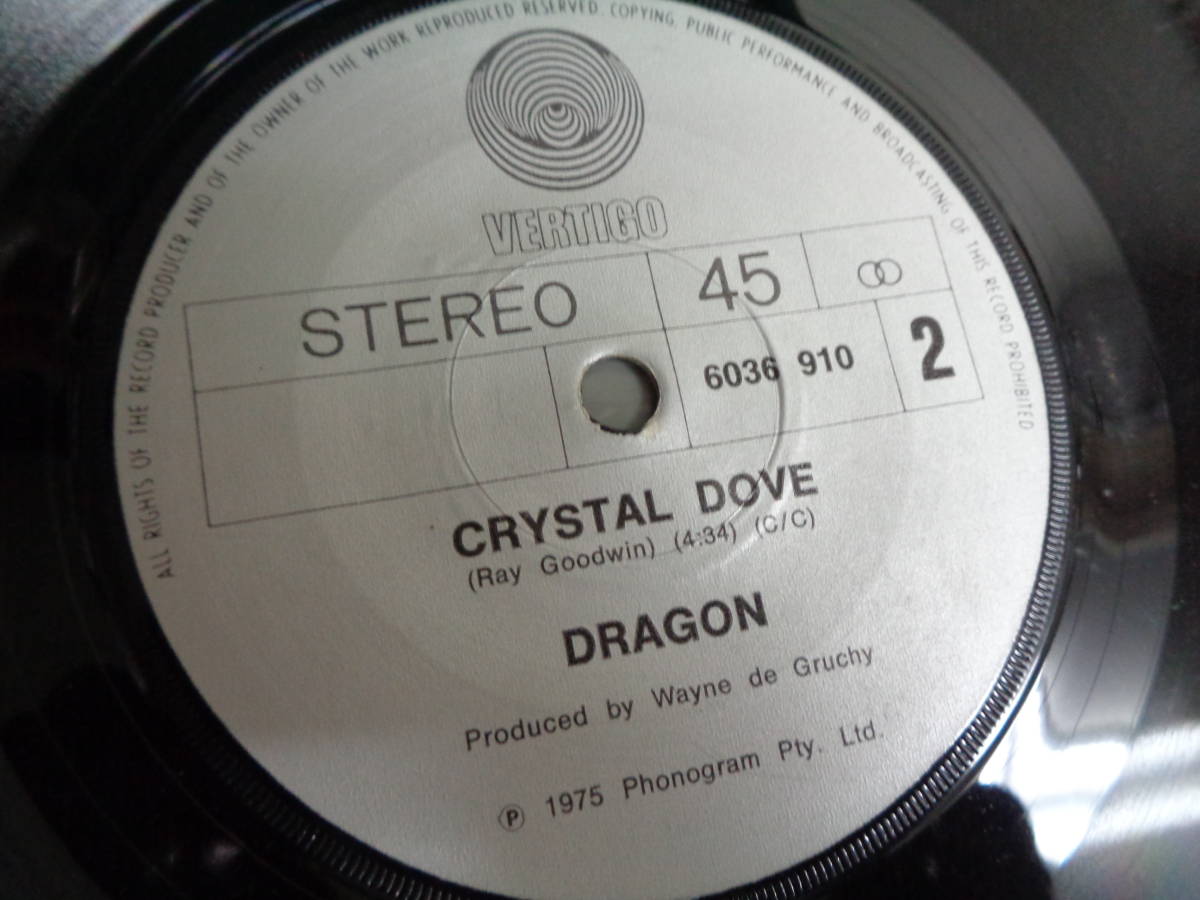 ALL RIGHTS OF THE RECORD PRODUCER AND OF THE OWNER OF THE WORK REPRODUCED RESERVED. COPYING, PUBLIC PERFORMANCE AND BROADCASTING OF THIS RECORD PROHIBITED
VERTIGO
STEREO 45
6036 910 2
CRYSTAL DOVE
(Ray Goodwin) (4:34) (C/C)
DRAGON
Produced by Wayne de Gruchy
℗ 1975 Phonogram Pty. Ltd.